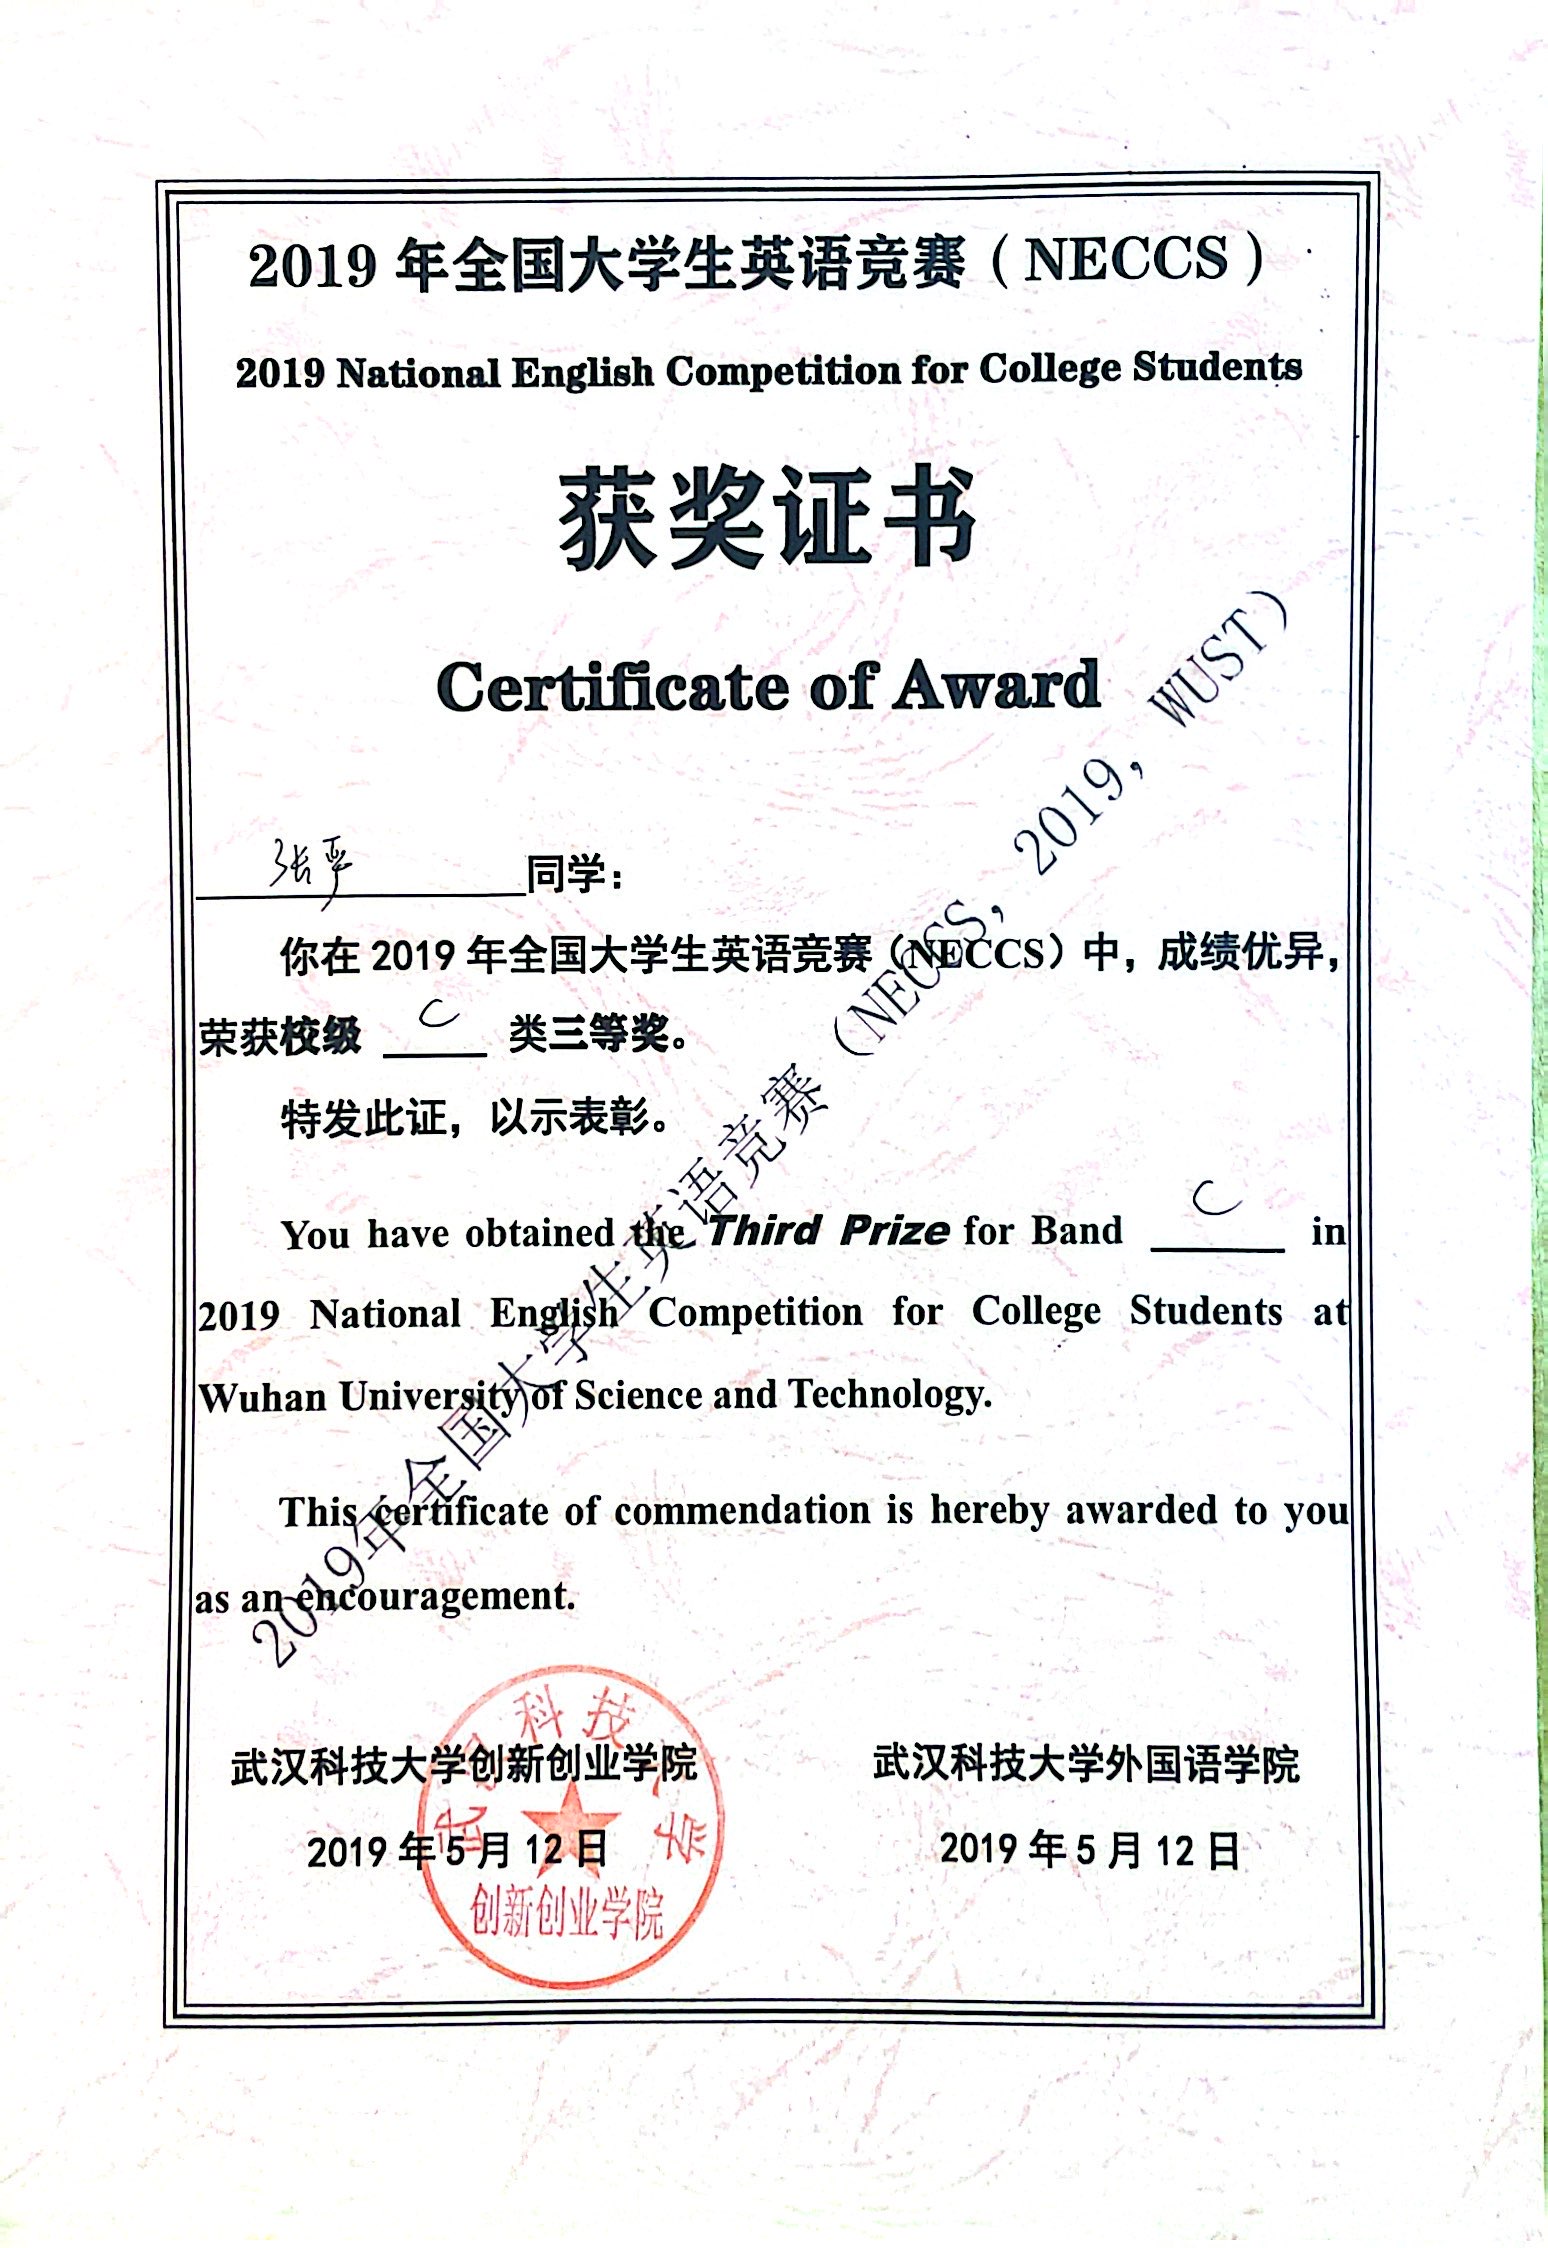 2019 年全国大学生英语竞赛（NECCS）
2019 National English Competition for College Students
获奖证书
Certificate of Award
张严 同学：
你在 2019 年全国大学生英语竞赛（NECCS）中，成绩优异，
荣获校级 C 类三等奖。
特发此证，以示表彰。
You have obtained the Third Prize for Band C in
2019 National English Competition for College Students at
Wuhan University of Science and Technology.
This certificate of commendation is hereby awarded to you
as an encouragement.
2019年全国大学生英语竞赛（NECCS，2019，WUST）
武汉科技大学创新创业学院
2019 年 5 月 12 日
武汉科技大学外国语学院
2019 年 5 月 12 日
武汉科技大学
创新创业学院